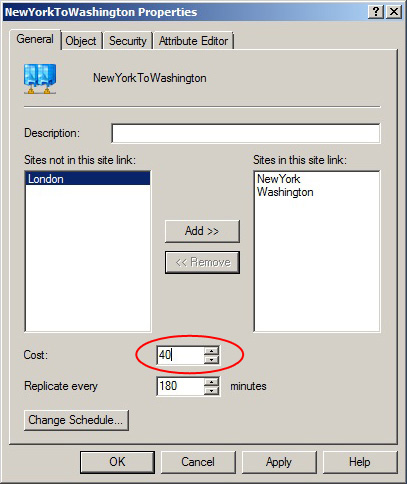 NewYorkToWashington Properties
General Object Security Attribute Editor
NewYorkToWashington
Description:
Sites not in this site link: Sites in this site link:
London NewYork
Washington
Add >>
<< Remove
Cost: 40
Replicate every 180 minutes
Change Schedule...
OK Cancel Apply Help